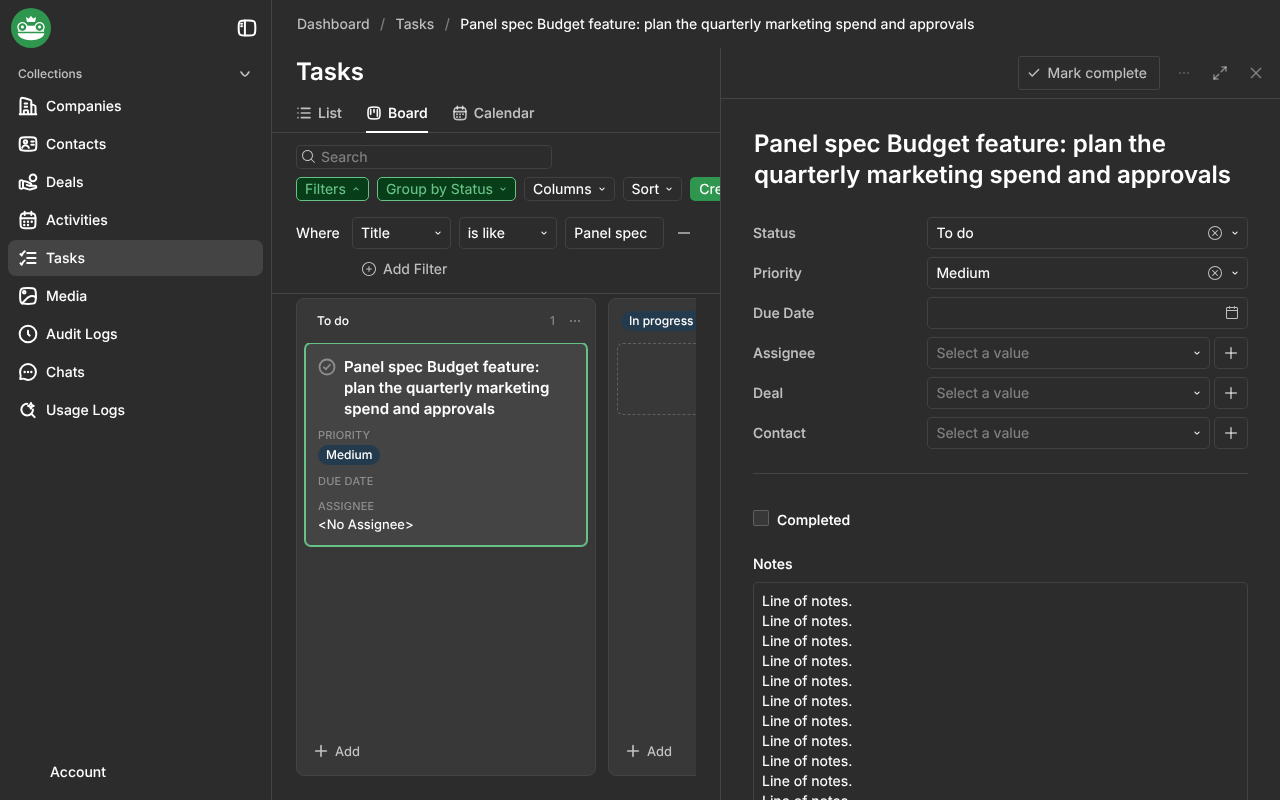 Collections
Companies
Contacts
Deals
Activities
Tasks
Media
Audit Logs
Chats
Usage Logs
Account
Dashboard / Tasks / Panel spec Budget feature: plan the quarterly marketing spend and approvals
Tasks
List Board Calendar
Search
Filters Group by Status Columns Sort Cre
Where Title is like Panel spec
Add Filter
To do 1
Panel spec Budget feature:
plan the quarterly marketing
spend and approvals
PRIORITY
Medium
DUE DATE
ASSIGNEE
<No Assignee>
Add
In progress
Add
Mark complete
Panel spec Budget feature: plan the
quarterly marketing spend and approvals
Status To do
Priority Medium
Due Date
Assignee Select a value
Deal Select a value
Contact Select a value
Completed
Notes
Line of notes.
Line of notes.
Line of notes.
Line of notes.
Line of notes.
Line of notes.
Line of notes.
Line of notes.
Line of notes.
Line of notes.
Line of notes.